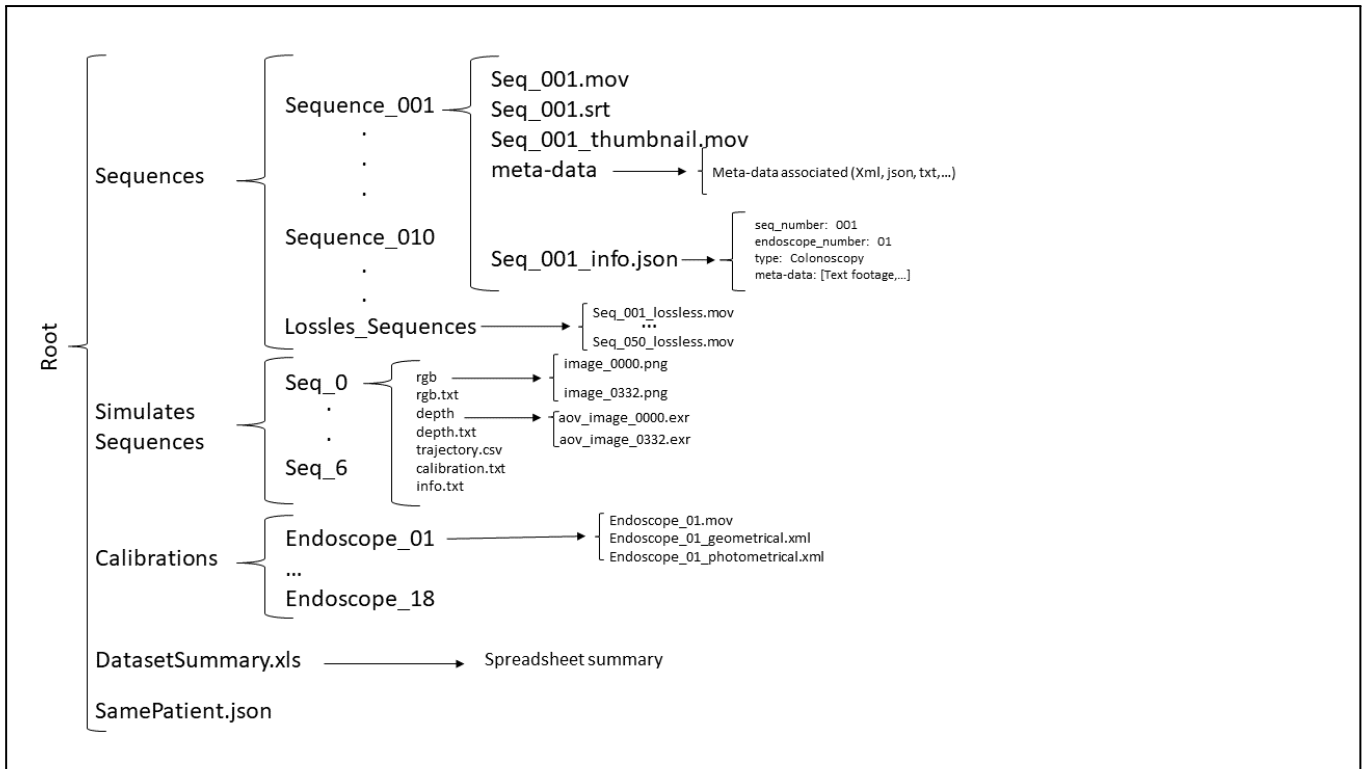 Root
Sequences
Sequence_001
Seq_001.mov
Seq_001.srt
Seq_001_thumbnail.mov
meta-data
Meta-data associated (Xml, json, txt,...)
Seq_001_info.json
seq_number: 001
endoscope_number: 01
type: Colonoscopy
meta-data: [Text footage,...]
Sequence_010
Lossles_Sequences
Seq_001_lossless.mov
...
Seq_050_lossless.mov
Simulates
Sequences
Seq_0
rgb
image_0000.png
image_0332.png
rgb.txt
depth
aov_image_0000.exr
aov_image_0332.exr
depth.txt
trajectory.csv
calibration.txt
info.txt
Seq_6
Calibrations
Endoscope_01
Endoscope_01.mov
Endoscope_01_geometrical.xml
Endoscope_01_photometrical.xml
...
Endoscope_18
DatasetSummary.xls
Spreadsheet summary
SamePatient.json